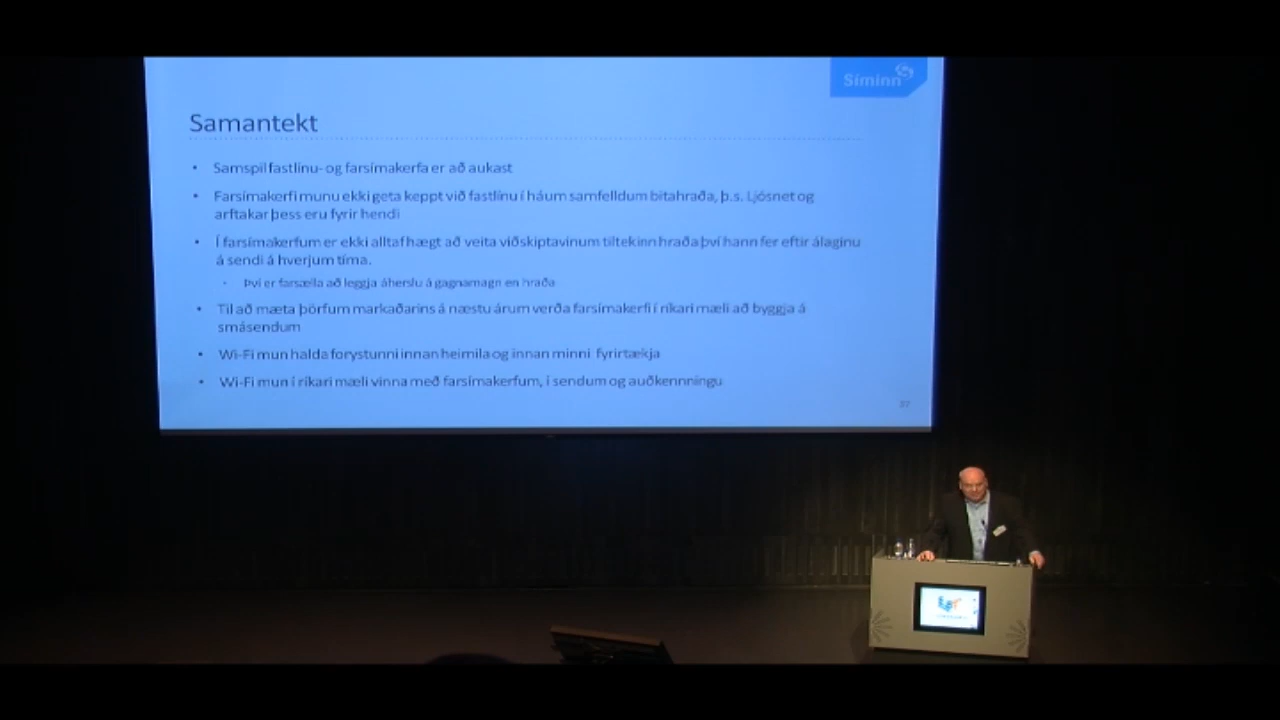 Síminn
Samantekt
• Samspil fastlínu- og farsímakerfa er að aukast
• Farsímakerfi munu ekki geta keppt við fastlínu í háum samfelldum bitahraða, þ.s. Ljósnet og
arftakar þess eru fyrir hendi
• Í farsímakerfum er ekki alltaf hægt að veita viðskiptavinum tiltekinn hraða því hann fer eftir álaginu
á sendi á hverjum tíma.
- Því er farsælla að leggja áherslu á gagnamagn en hraða
• Til að mæta þörfum markaðarins á næstu árum verða farsímakerfi í ríkari mæli að byggja á
smásendum
• Wi-Fi mun halda forystunni innan heimila og innan minni fyrirtækja
• Wi-Fi mun í ríkari mæli vinna með farsímakerfum, í sendum og auðkennningu